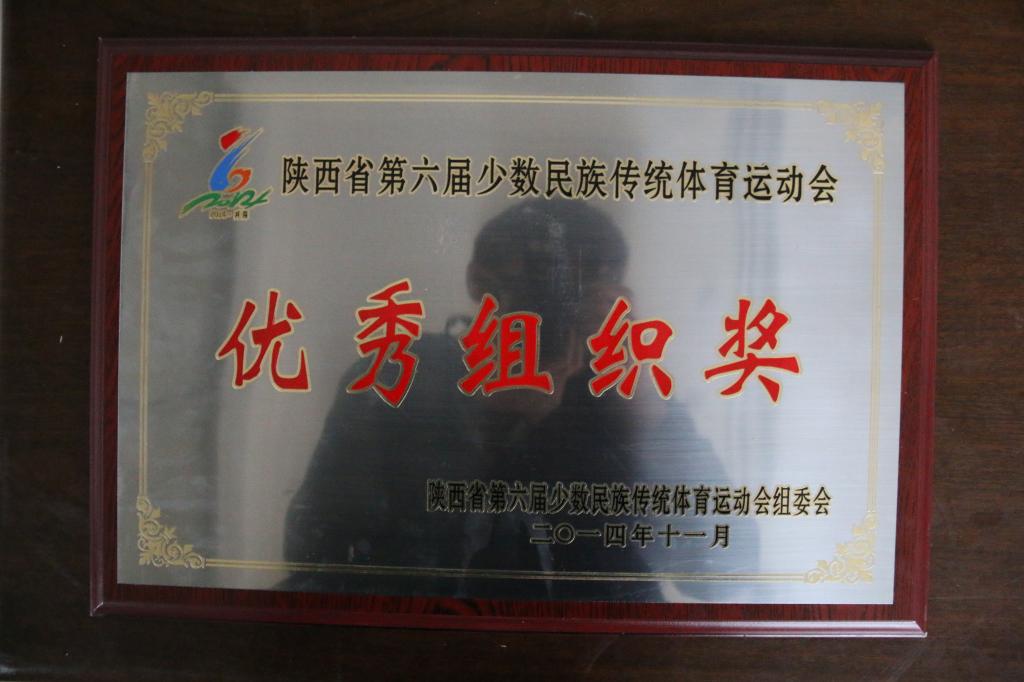 陕西省第六届少数民族传统体育运动会
2014
优秀组织奖
陕西省第六届少数民族传统体育运动会组委会
二〇一四年十一月